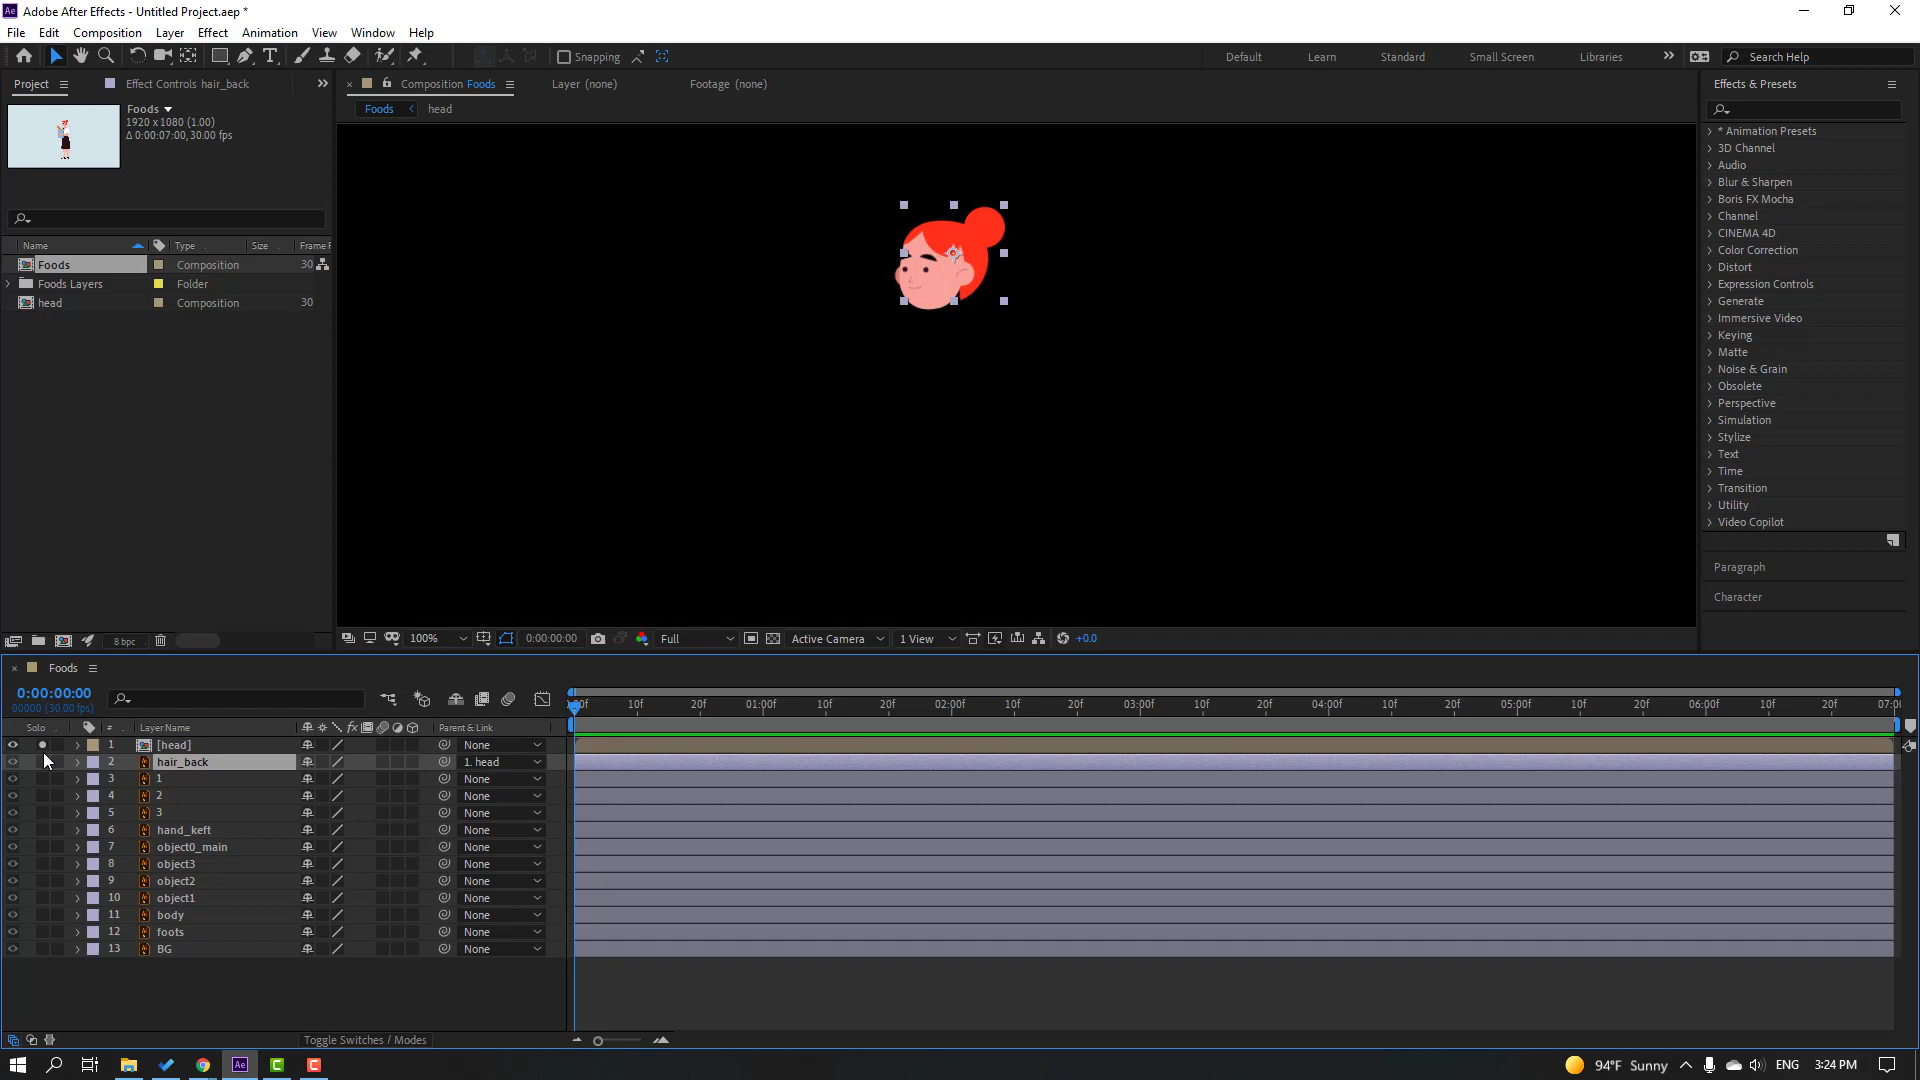 Adobe After Effects - Untitled Project.aep *
File Edit Composition Layer Effect Animation View Window Help
Snapping Default Learn Standard Small Screen Libraries Search Help
Project Effect Controls hair_back Composition Foods Layer (none) Footage (none) Effects & Presets
Foods
1920 x 1080 (1.00)
Δ 0:00:07:00, 30.00 fps
Foods head
* Animation Presets
3D Channel
Audio
Blur & Sharpen
Boris FX Mocha
Channel
CINEMA 4D
Color Correction
Distort
Expression Controls
Generate
Immersive Video
Keying
Matte
Noise & Grain
Obsolete
Perspective
Simulation
Stylize
Text
Time
Transition
Utility
Video Copilot
Paragraph
Character
Name Type Size Frame F
Foods Composition 30
Foods Layers Folder
head Composition 30
8 bpc
100% 0:00:00:00 Full Active Camera 1 View +0.0
Foods
0:00:00:00
00000 (30.00 fps)
10f 20f 01:00f 10f 20f 02:00f 10f 20f 03:00f 10f 20f 04:00f 10f 20f 05:00f 10f 20f 06:00f 10f 20f
Solo # Layer Name fx Parent & Link
1 [head] None
2 hair_back 1. head
3 1 None
4 2 None
5 3 None
6 hand_keft None
7 object0_main None
8 object3 None
9 object2 None
10 object1 None
11 body None
12 foots None
13 BG None
Toggle Switches / Modes
94°F Sunny ENG 3:24 PM